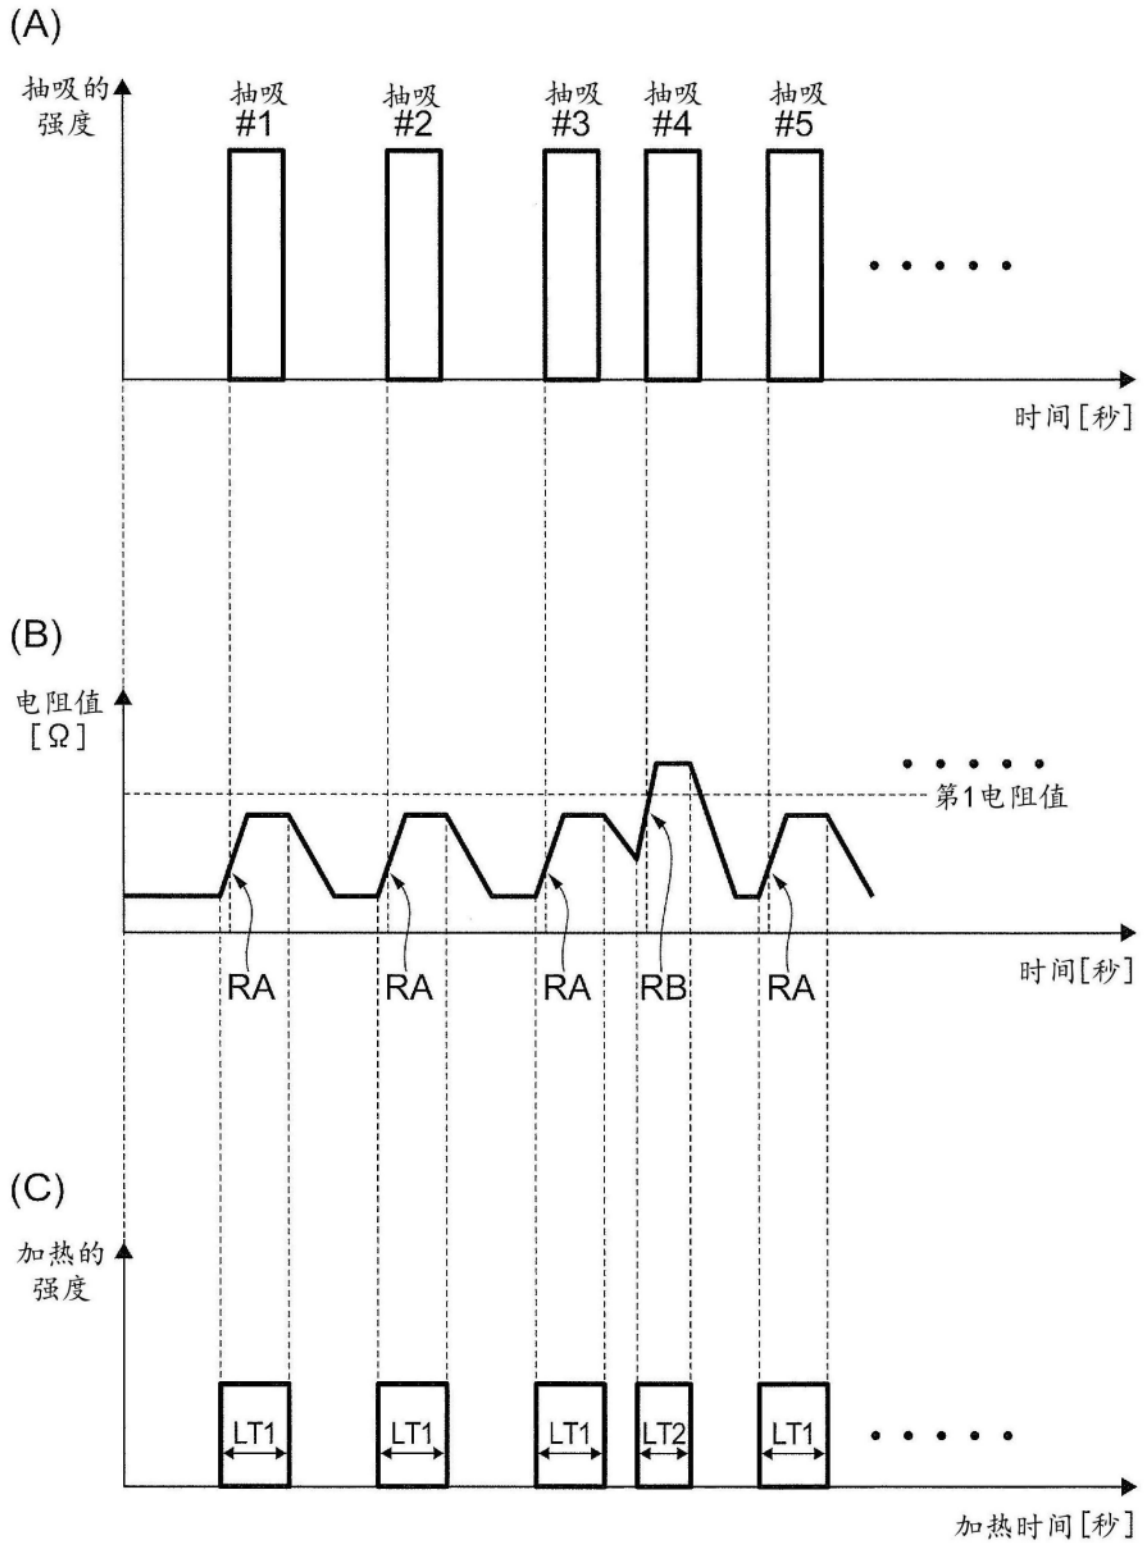 (A)
抽吸的
强度
抽吸 抽吸 抽吸 抽吸 抽吸
#1 #2 #3 #4 #5
时间[秒]
(B)
电阻值
[Ω]
第1电阻值
RA RA RA RB RA
时间[秒]
(C)
加热的
强度
LT1 LT1 LT1 LT2 LT1
加热时间[秒]